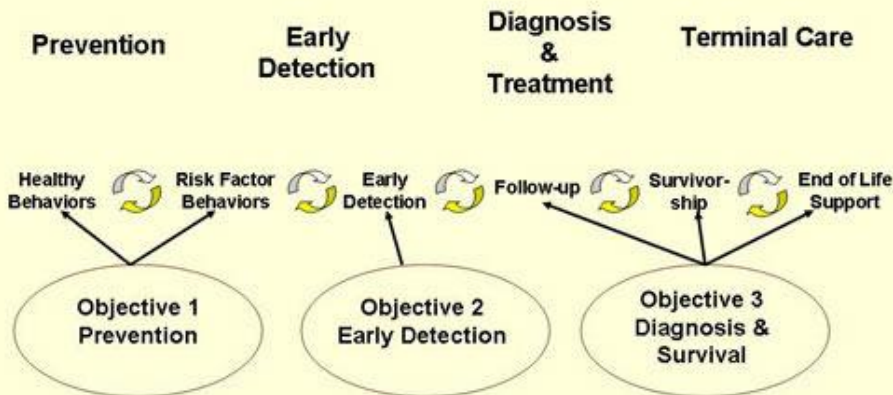 Prevention
Early
Detection
Diagnosis
&
Treatment
Terminal Care
Healthy
Behaviors
Risk Factor
Behaviors
Early
Detection
Follow-up
Survivor-
ship
End of Life
Support
Objective 1
Prevention
Objective 2
Early Detection
Objective 3
Diagnosis &
Survival